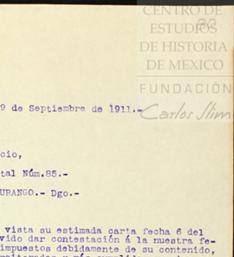 CENTRO DE
ESTUDIOS
DE HISTORIA
DE MEXICO
FUNDACIÓN
Carlos Slim
9 de Septiembre de 1911.-
cio,
tal Núm.85.-
URANGO.- Dgo.-
vista su estimada carta fecha 6 del
vido dar contestación á la nuestra fe-
impuestos debidamente de su contenido,